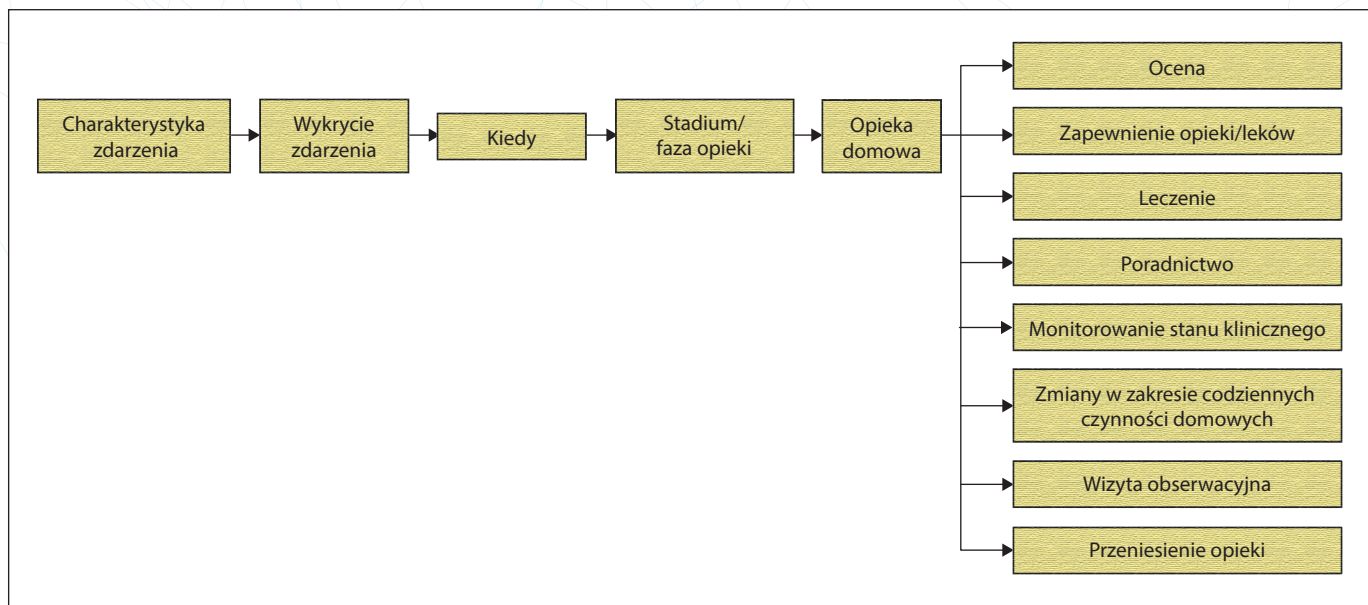 Charakterystyka
zdarzenia
Wykrycie
zdarzenia
Kiedy
Stadium/
faza opieki
Opieka
domowa
Ocena
Zapewnienie opieki/leków
Leczenie
Poradnictwo
Monitorowanie stanu klinicznego
Zmiany w zakresie codziennych
czynności domowych
Wizyta obserwacyjna
Przeniesienie opieki